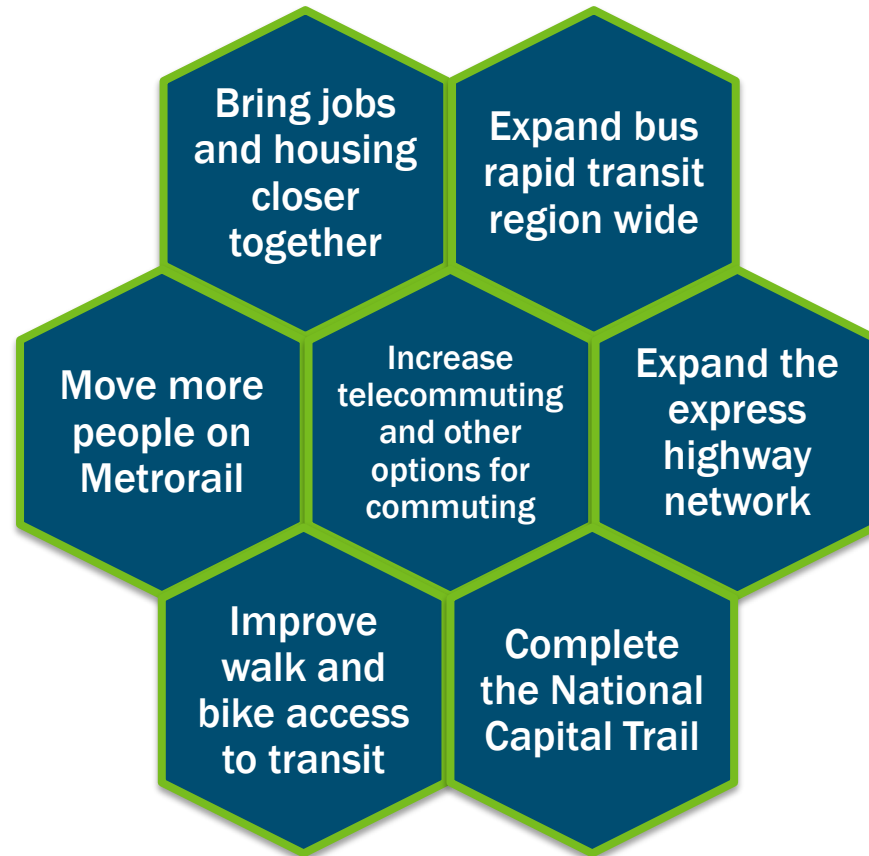 Bring jobs
and housing
closer
together
Expand bus
rapid transit
region wide
Move more
people on
Metrorail
Increase
telecommuting
and other
options for
commuting
Expand the
express
highway
network
Improve
walk and
bike access
to transit
Complete
the National
Capital Trail